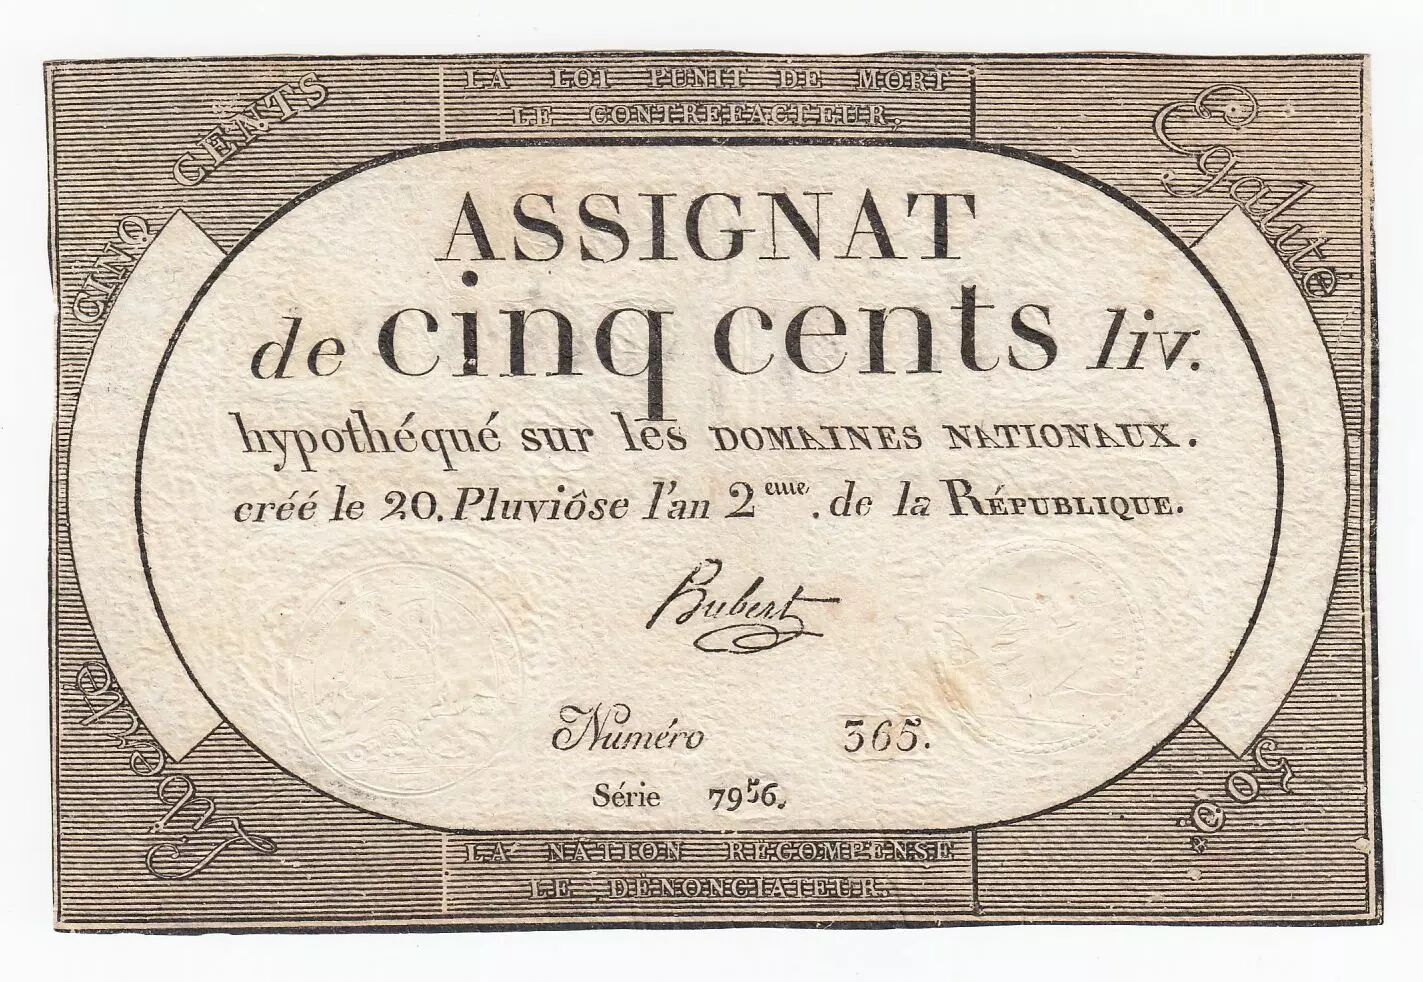 LA LOI PUNIT DE MORT
LE CONTREFACTEUR.
CINQ CENTS
Egalité
ASSIGNAT
de cinq cents liv.
hypothéqué sur les DOMAINES NATIONAUX.
créé le 20. Pluviôse l'an 2eme. de la RÉPUBLIQUE.
Numéro 365.
Série 7956.
Liberté
500#
LA NATION RÉCOMPENSE
LE DÉNONCIATEUR.